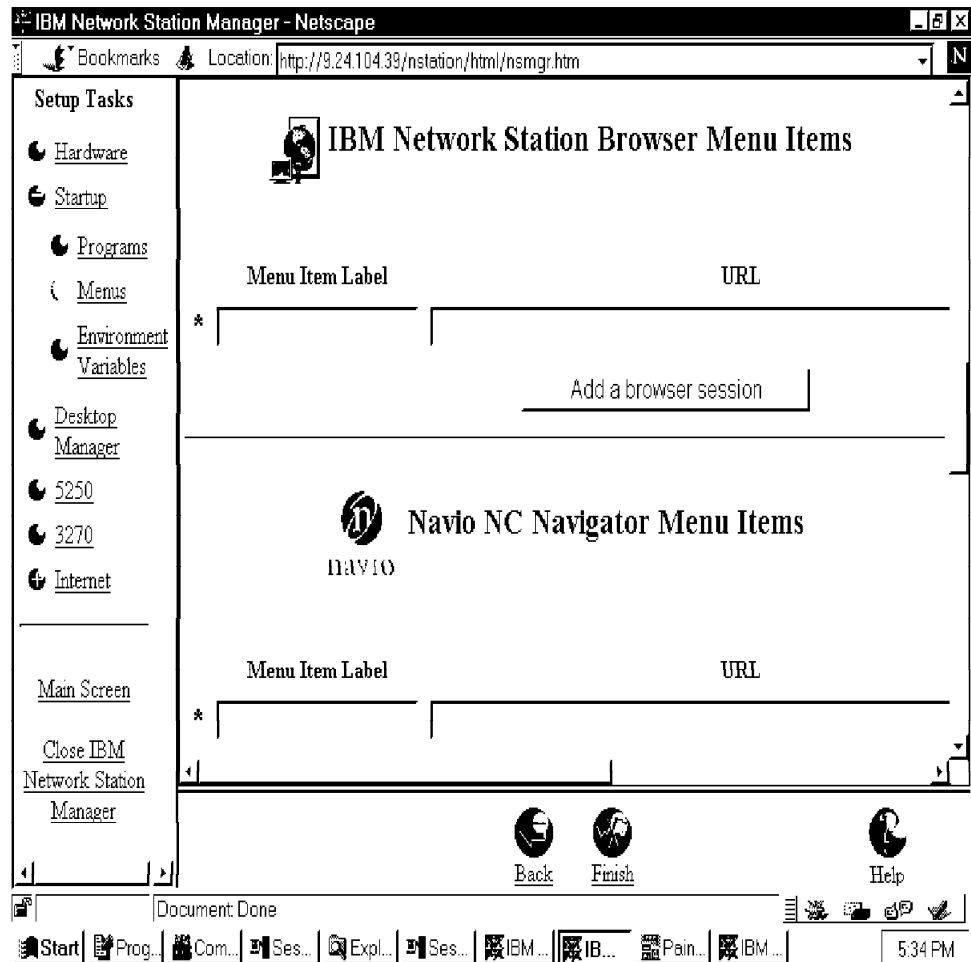 IBM Network Station Manager - Netscape
Bookmarks Location: http://9.24.104.39/nstation/html/nsmgr.htm N
Setup Tasks
Hardware
Startup
Programs
Menus
Environment
Variables
Desktop
Manager
5250
3270
Internet
Main Screen
Close IBM
Network Station
Manager
IBM Network Station Browser Menu Items
Menu Item Label URL
*
Add a browser session
Navio NC Navigator Menu Items
navio
Menu Item Label URL
*
Back Finish Help
Document: Done
Start Prog... Com... Ses... Expl... Ses... IBM ... IB... Pain... IBM ... 5:34 PM